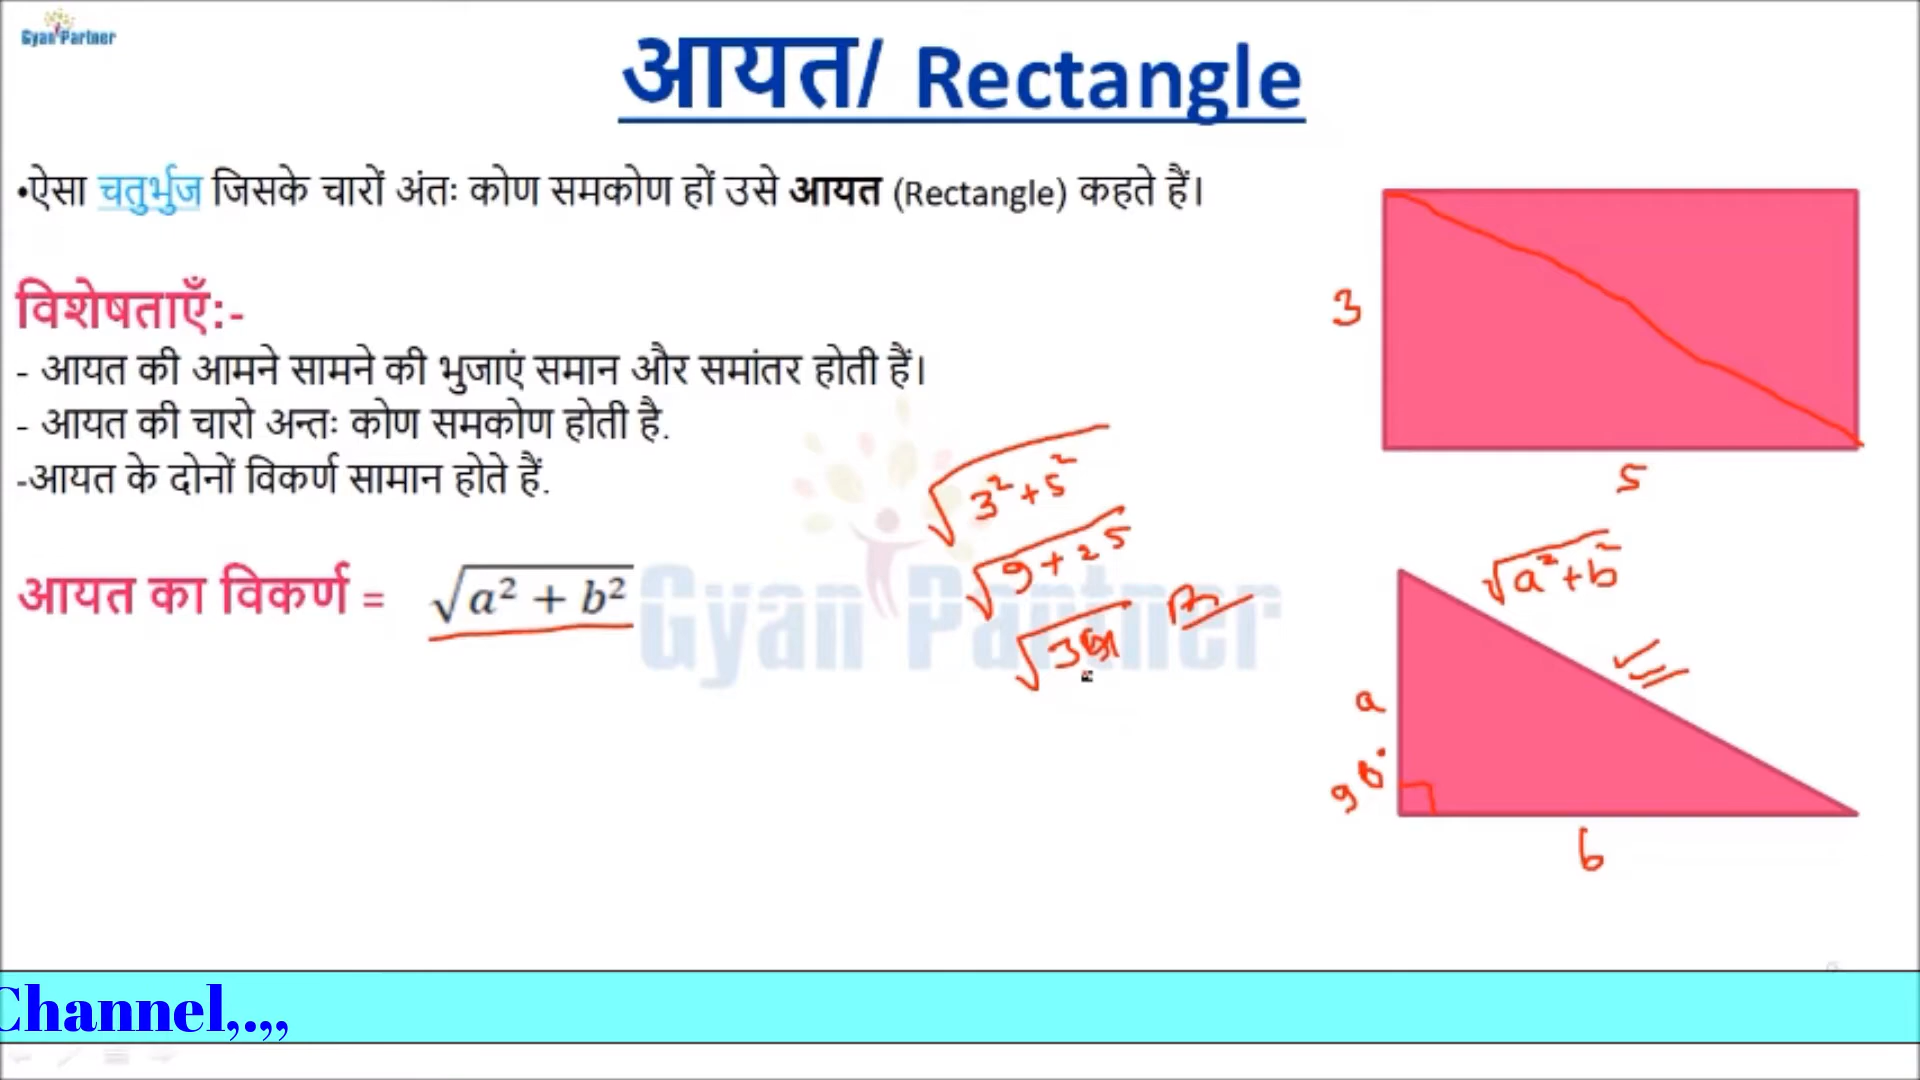 Gyan Partner
आयत/ Rectangle
•ऐसा चतुर्भुज जिसके चारों अंतः कोण समकोण हों उसे आयत (Rectangle) कहते हैं।
विशेषताएँ:-
- आयत की आमने सामने की भुजाएं समान और समांतर होती हैं।
- आयत की चारो अन्तः कोण समकोण होती है.
-आयत के दोनों विकर्ण सामान होते हैं.
आयत का विकर्ण = √a² + b²
√3² + 5²
√9 + 25
3
5
√a² + b²
a
90°
b
Gyan Partner
Channel,.,,